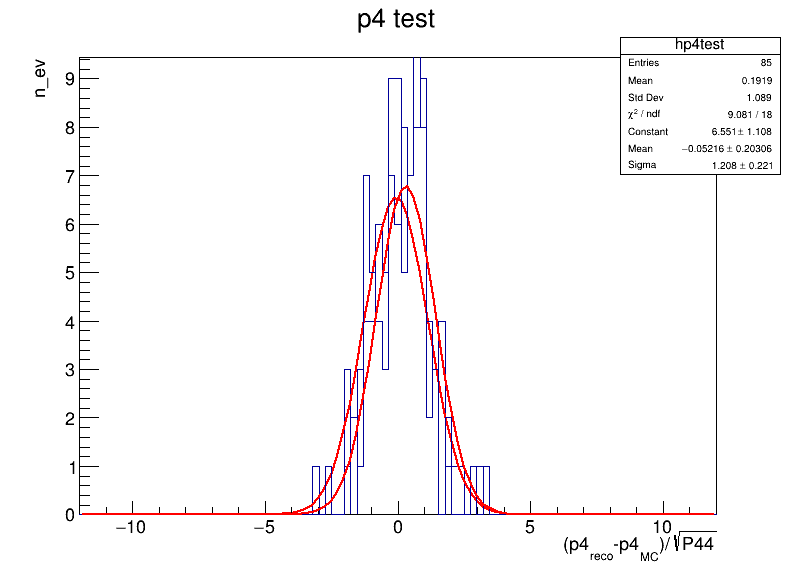 p4 test
hp4test
Entries 85
Mean 0.1919
Std Dev 1.089
χ² / ndf 9.081 / 18
Constant 6.551 ± 1.108
Mean −0.05216 ± 0.20306
Sigma 1.208 ± 0.221
n_ev
9
8
7
6
5
4
3
2
1
0
−10 −5 0 5 10
(p4reco-p4MC)/√P44